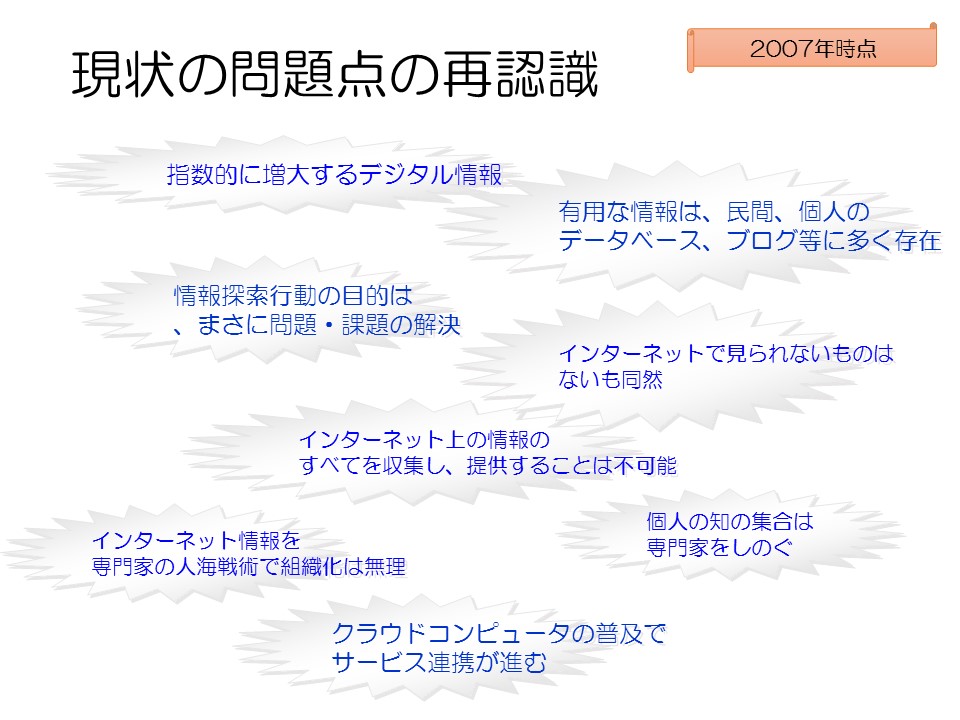 現状の問題点の再認識
2007年時点
指数的に増大するデジタル情報
有用な情報は、民間、個人の
データベース、ブログ等に多く存在
情報探索行動の目的は
、まさに問題・課題の解決
インターネットで見られないものは
ないも同然
インターネット上の情報の
すべてを収集し、提供することは不可能
個人の知の集合は
専門家をしのぐ
インターネット情報を
専門家の人海戦術で組織化は無理
クラウドコンピュータの普及で
サービス連携が進む